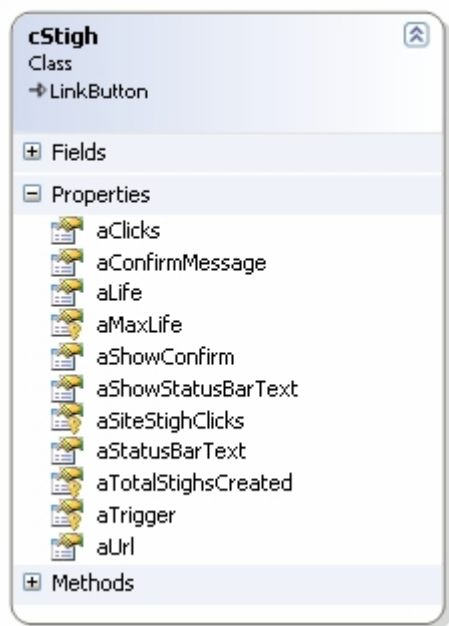 cStigh
Class
LinkButton
Fields
Properties
aClicks
aConfirmMessage
aLife
aMaxLife
aShowConfirm
aShowStatusBarText
aSiteStighClicks
aStatusBarText
aTotalStighsCreated
aTrigger
aUrl
Methods